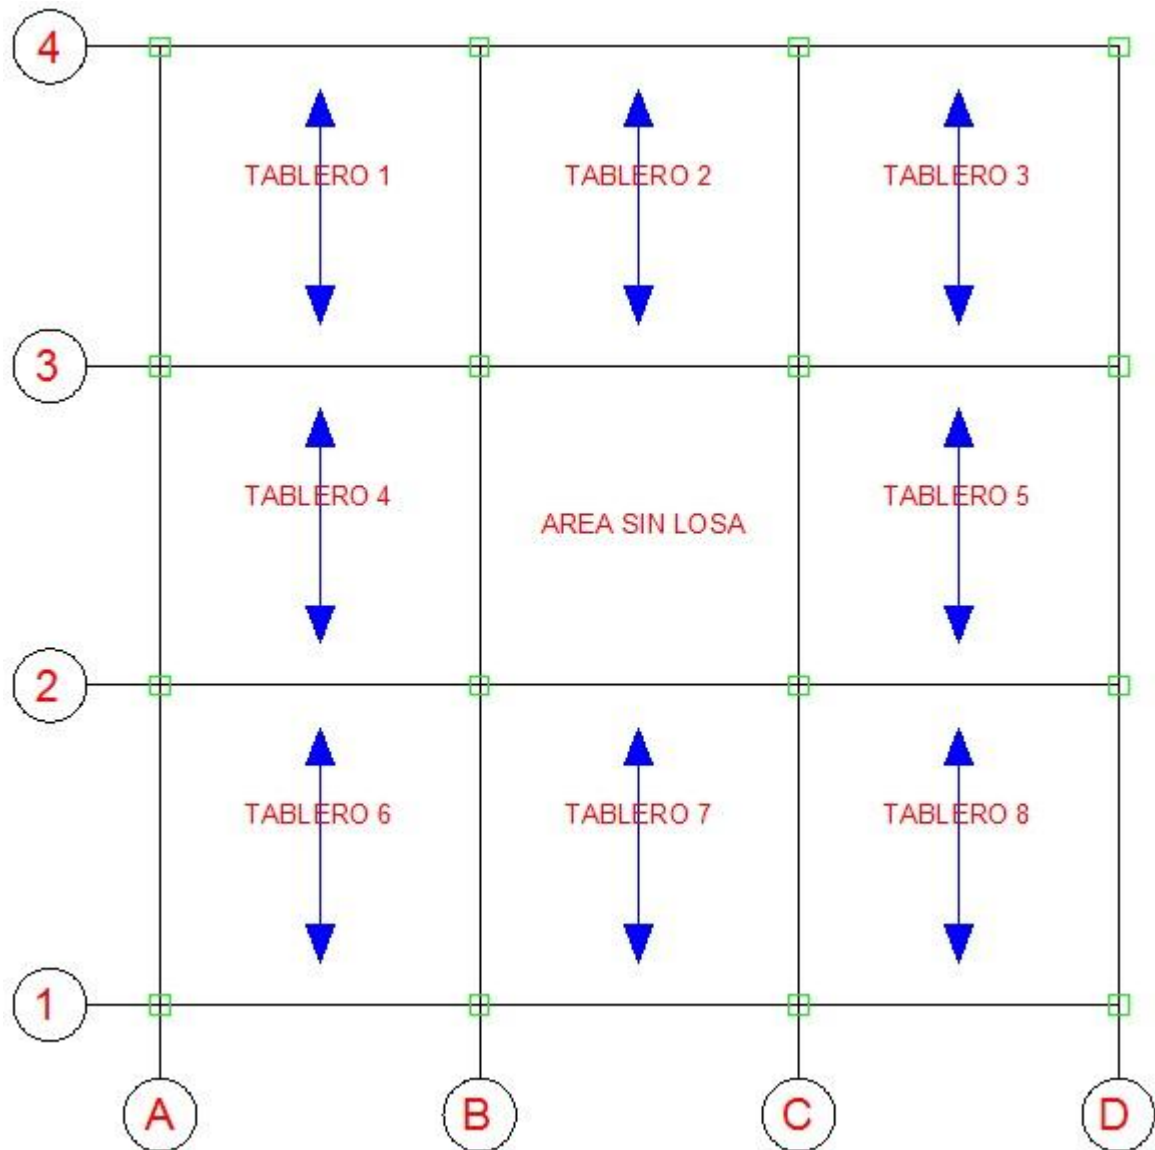 4
TABLERO 1
TABLERO 2
TABLERO 3
3
TABLERO 4
AREA SIN LOSA
TABLERO 5
2
TABLERO 6
TABLERO 7
TABLERO 8
1
A
B
C
D